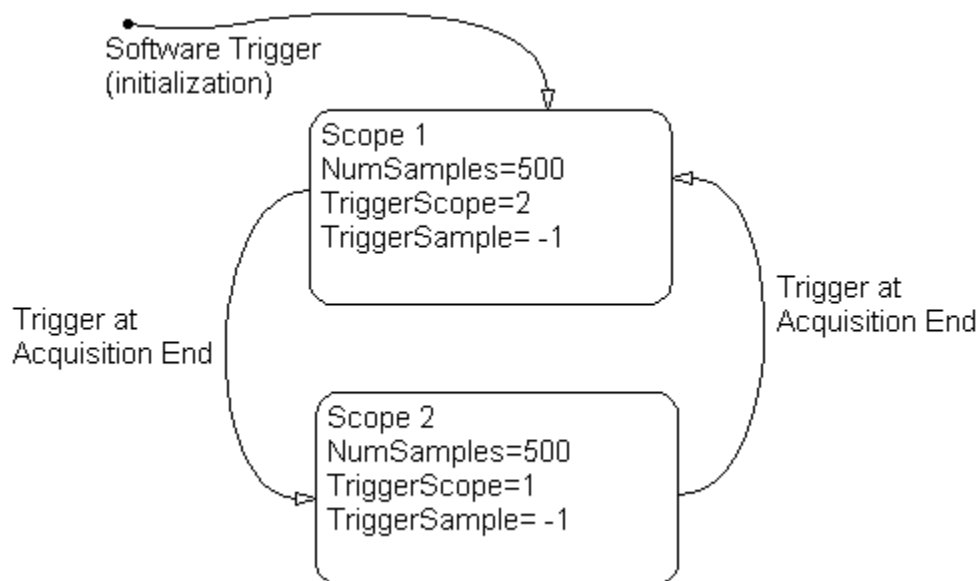 Software Trigger
(initialization)
Scope 1
NumSamples=500
TriggerScope=2
TriggerSample= -1
Trigger at
Acquisition End
Trigger at
Acquisition End
Scope 2
NumSamples=500
TriggerScope=1
TriggerSample= -1